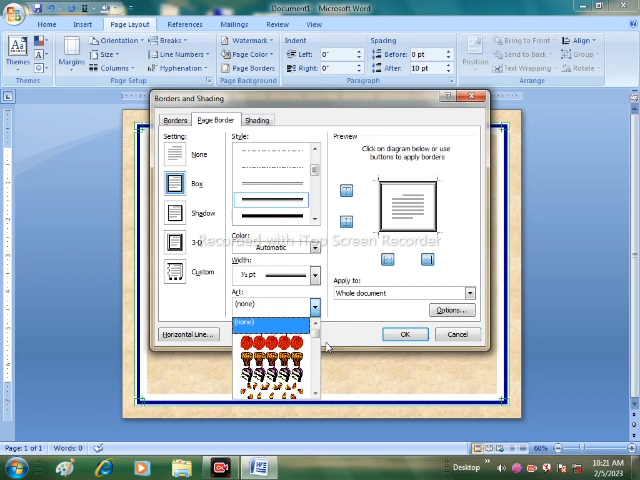 Document1 - Microsoft Word
Home
Insert
Page Layout
References
Mailings
Review
View
Themes
Margins
Orientation
Size
Columns
Breaks
Line Numbers
Hyphenation
Watermark
Page Color
Page Borders
Indent
Left: 0"
Right: 0"
Spacing
Before: 0 pt
After: 10 pt
Position
Bring to Front
Send to Back
Text Wrapping
Align
Group
Rotate
Themes
Page Setup
Page Background
Paragraph
Arrange
Borders and Shading
Borders
Page Border
Shading
Setting:
None
Box
Shadow
3-D
Custom
Style:
Color:
Automatic
Width:
½ pt
Art:
(none)
(none)
Preview
Click on diagram below or use
buttons to apply borders
Apply to:
Whole document
Options...
Horizontal Line...
OK
Cancel
Recorded with iTop Screen Recorder
Page: 1 of 1
Words: 0
60%
Desktop
10:21 AM
2/5/2023